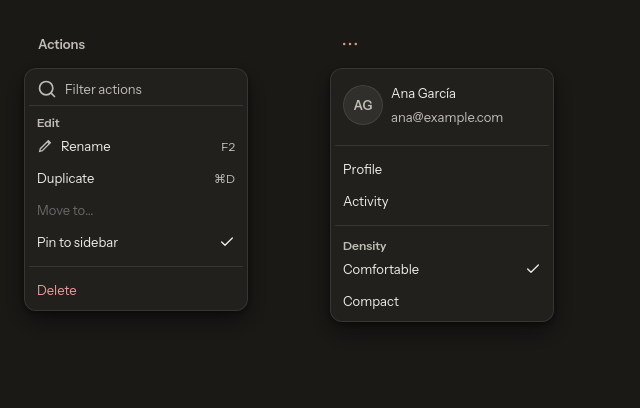 Actions
Filter actions
Edit
Rename F2
Duplicate ⌘D
Move to...
Pin to sidebar
Delete
...
AG
Ana García
ana@example.com
Profile
Activity
Density
Comfortable
Compact